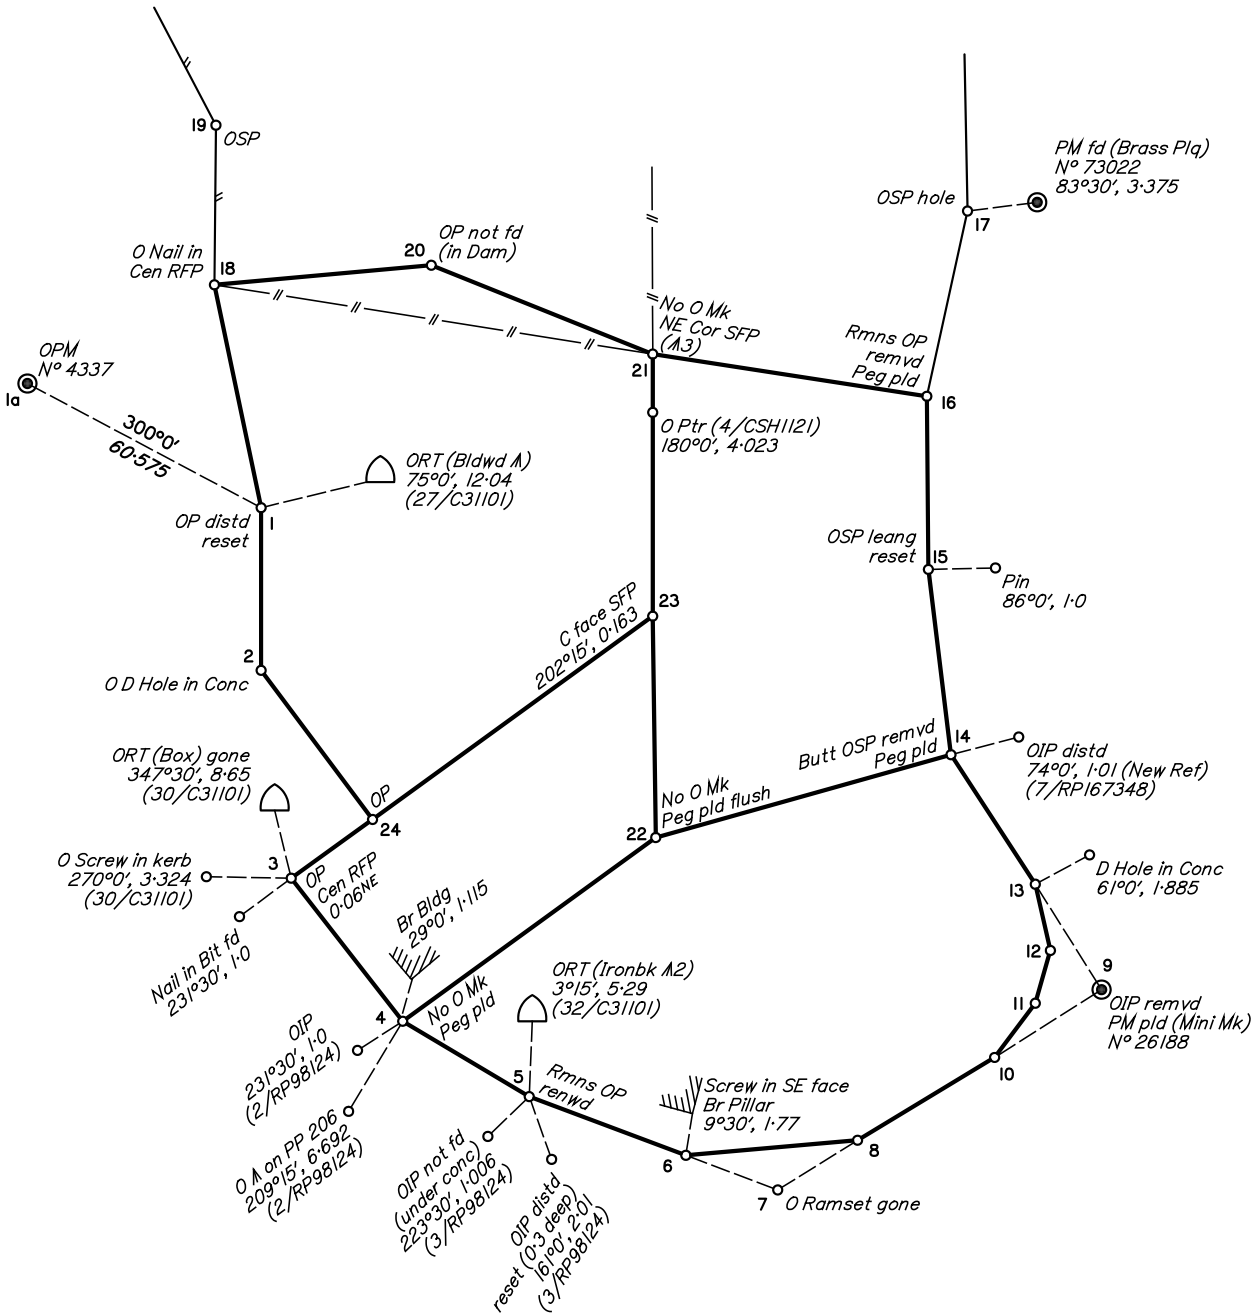 19
OSP
PM fd (Brass Plq)
Nº 73022
83°30', 3·375
OSP hole
17
O Nail in
Cen RFP
18
20
OP not fd
(in Dam)
No O Mk
NE Cor SFP
(⋀3)
21
Rmns OP
remvd
Peg pld
16
OPM
Nº 4337
1a
300°0'
60·575
ORT (Bldwd ⋀)
75°0', 12·04
(27/C31101)
O Ptr (4/CSH1121)
180°0', 4·023
1
OP distd
reset
OSP leang
reset
15
Pin
86°0', 1·0
C face SFP
202°15', 0·163
23
2
O D Hole in Conc
ORT (Box) gone
347°30', 8·65
(30/C31101)
OP
24
Butt OSP remvd
Peg pld
14
OIP distd
74°0', 1·01 (New Ref)
(7/RP167348)
No O Mk
Peg pld flush
22
O Screw in kerb
270°0', 3·324
(30/C31101)
3
OP
Cen RFP
0·06NE
Nail in Bit fd
231°30', 1·0
Br Bldg
29°0', 1·115
13
D Hole in Conc
61°0', 1·885
12
11
9
OIP remvd
PM pld (Mini Mk)
Nº 26188
10
4
No O Mk
Peg pld
ORT (Ironbk ⋀2)
3°15', 5·29
(32/C31101)
OIP
231°30', 1·0
(2/RP98124)
O ⋀ on PP 206
209°15', 6·692
(2/RP98124)
5
Rmns OP
renwd
Screw in SE face
Br Pillar
9°30', 1·77
6
8
7
O Ramset gone
OIP not fd
(under conc)
223°30', 1·006
(3/RP98124)
OIP distd
reset (0·3 deep)
161°0', 2·01
(3/RP98124)